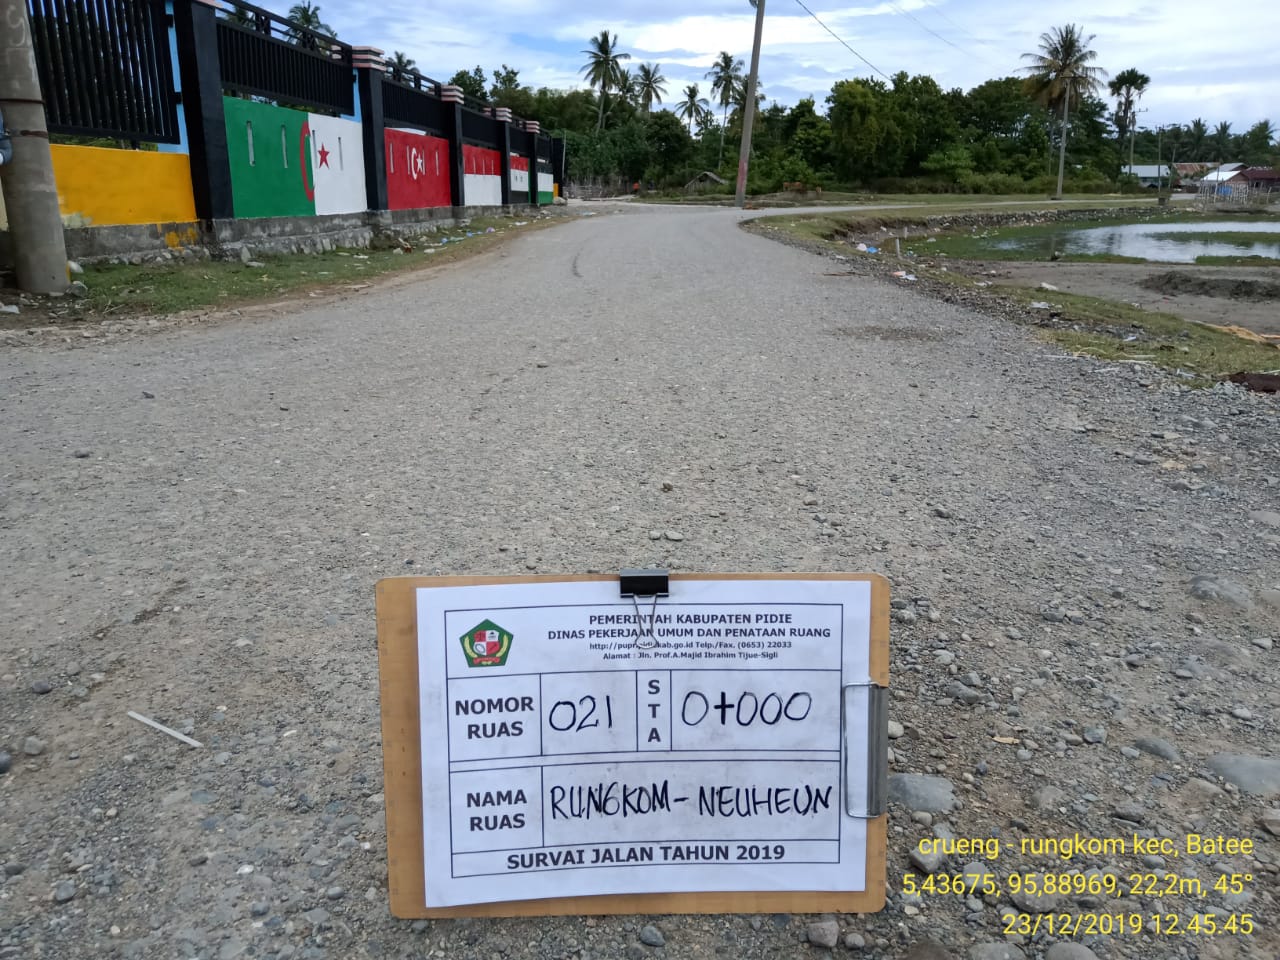 PEMERINTAH KABUPATEN PIDIE
DINAS PEKERJAAN UMUM DAN PENATAAN RUANG
kab.go.id Telp./Fax. (0653) 22033
Alamat : Jln. Prof.A.Majid Ibrahim Tijue-Sigli
NOMOR RUAS
021
STA
0+000
NAMA RUAS
RUNGKOM - NEUHEUN
SURVAI JALAN TAHUN 2019
crueng - rungkom kec, Batee
5,43675, 95,88969, 22,2m, 45°
23/12/2019 12.45.45